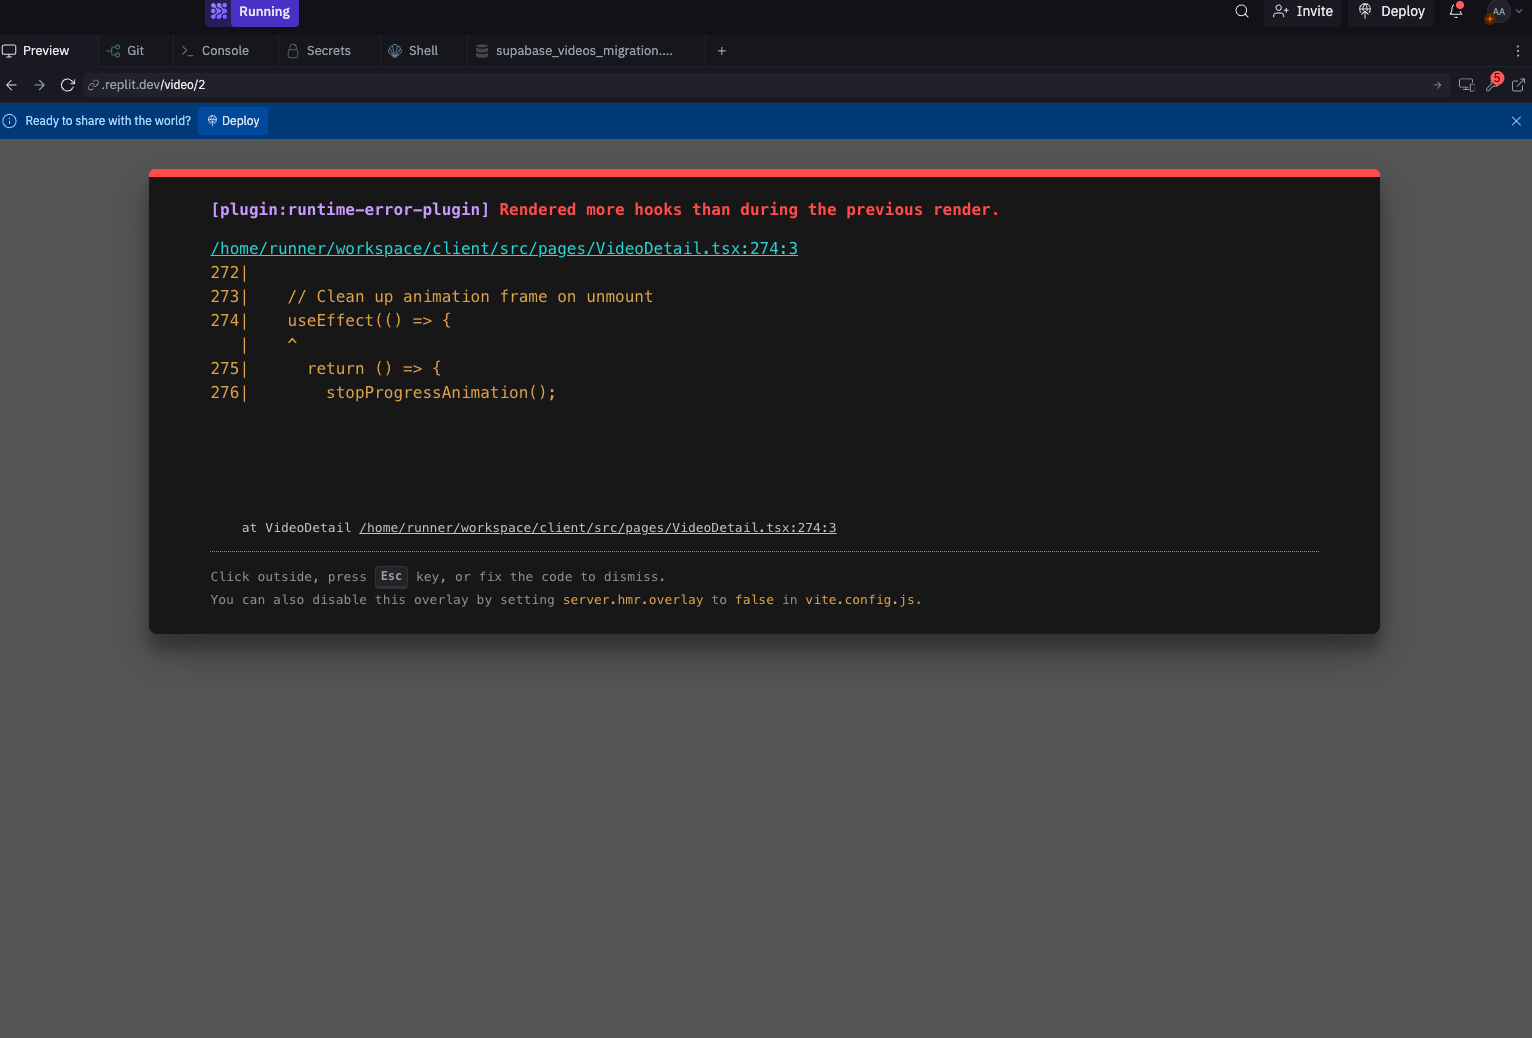 Running
Invite
Deploy
AA
Preview
Git
Console
Secrets
Shell
supabase_videos_migration....
+
.replit.dev/video/2
5
Ready to share with the world?
Deploy
[plugin:runtime-error-plugin] Rendered more hooks than during the previous render.
/home/runner/workspace/client/src/pages/VideoDetail.tsx:274:3
272|
273|    // Clean up animation frame on unmount
274|    useEffect(() => {
   |    ^
275|      return () => {
276|        stopProgressAnimation();
at VideoDetail /home/runner/workspace/client/src/pages/VideoDetail.tsx:274:3
Click outside, press Esc key, or fix the code to dismiss.
You can also disable this overlay by setting server.hmr.overlay to false in vite.config.js.